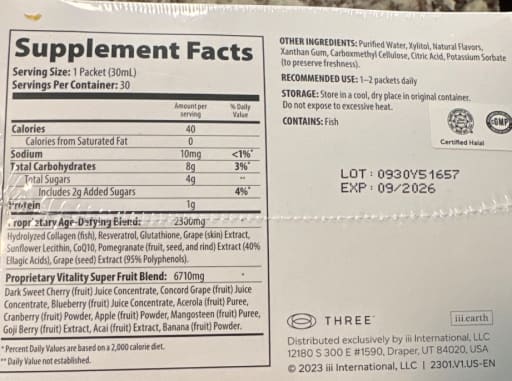 Supplement Facts
Serving Size: 1 Packet (30mL)
Servings Per Container: 30
Amount per serving
% Daily Value
Calories 40
Calories from Saturated Fat 0
Sodium 10mg <1%*
Total Carbohydrates 8g 3%*
Total Sugars 4g **
Includes 2g Added Sugars 4%*
Protein 1g
Proprietary Age-Defying Blend: 2300mg
Hydrolyzed Collagen (fish), Resveratrol, Glutathione, Grape (skin) Extract,
Sunflower Lecithin, CoQ10, Pomegranate (fruit, seed, and rind) Extract (40%
Ellagic Acids), Grape (seed) Extract (95% Polyphenols).
Proprietary Vitality Super Fruit Blend: 6710mg *
Dark Sweet Cherry (fruit) Juice Concentrate, Concord Grape (fruit) Juice
Concentrate, Blueberry (fruit) Juice Concentrate, Acerola (fruit) Puree,
Cranberry (fruit) Powder, Apple (fruit) Powder, Mangosteen (fruit) Puree,
Goji Berry (fruit) Extract, Acai (fruit) Extract, Banana (fruit) Powder.
* Percent Daily Values are based on a 2,000 calorie diet.
** Daily Value not established.
OTHER INGREDIENTS: Purified Water, Xylitol, Natural Flavors,
Xanthan Gum, Carboxmethyl Cellulose, Citric Acid, Potassium Sorbate
(to preserve freshness).
RECOMMENDED USE: 1–2 packets daily
STORAGE: Store in a cool, dry place in original container.
Do not expose to excessive heat.
CONTAINS: Fish
GMP
Certified Halal
LOT : 0930Y51657
EXP : 09/2026
THREE
iii.earth
Distributed exclusively by iii International, LLC
12180 S 300 E #1590, Draper, UT 84020, USA
© 2023 iii International, LLC | 2301.V1.US-EN